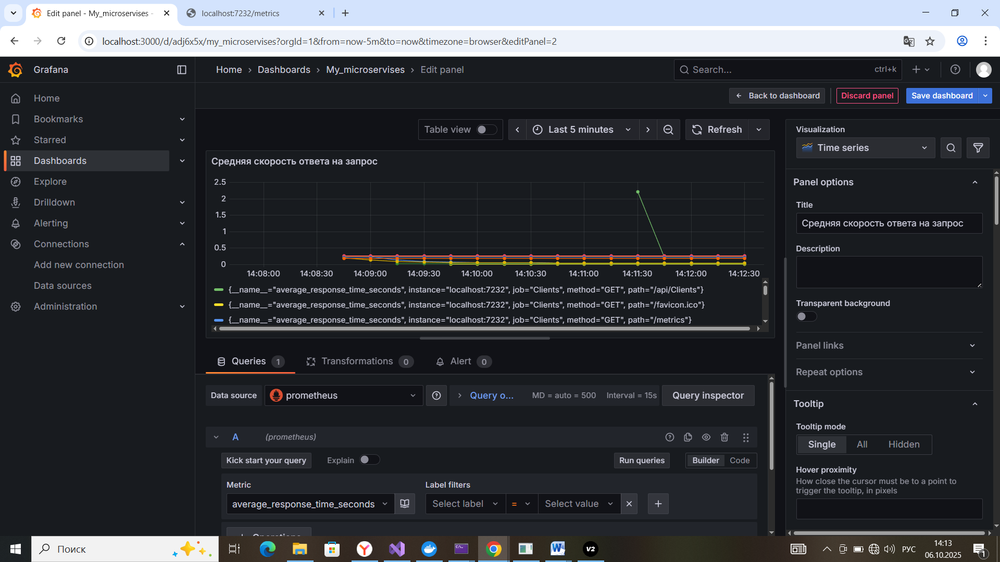 Edit panel - My_microservises -
localhost:7232/metrics
localhost:3000/d/adj6x5x/my_microservises?orgId=1&from=now-5m&to=now&timezone=browser&editPanel=2
Grafana
Home › Dashboards › My_microservises › Edit panel
Search... ctrl+k
Back to dashboard
Discard panel
Save dashboard
Home
Bookmarks
Starred
Dashboards
Explore
Drilldown
Alerting
Connections
Add new connection
Data sources
Administration
Table view
Last 5 minutes
Refresh
Средняя скорость ответа на запрос
2.5
2
1.5
1
0.5
0
14:08:00 14:08:30 14:09:00 14:09:30 14:10:00 14:10:30 14:11:00 14:11:30 14:12:00 14:12:30
{__name__="average_response_time_seconds", instance="localhost:7232", job="Clients", method="GET", path="/api/Clients"}
{__name__="average_response_time_seconds", instance="localhost:7232", job="Clients", method="GET", path="/favicon.ico"}
{__name__="average_response_time_seconds", instance="localhost:7232", job="Clients", method="GET", path="/metrics"}
Queries 1
Transformations 0
Alert 0
Data source
prometheus
Query o...
MD = auto = 500
Interval = 15s
Query inspector
A (prometheus)
Kick start your query
Explain
Run queries
Builder
Code
Metric
Label filters
average_response_time_seconds
Select label
=
Select value
Operations
Visualization
Time series
Panel options
Title
Средняя скорость ответа на запрос
Description
Transparent background
Panel links
Repeat options
Tooltip
Tooltip mode
Single
All
Hidden
Hover proximity
How close the cursor must be to a point to
trigger the tooltip, in pixels
Поиск
V2
РУС
14:13
06.10.2025
1